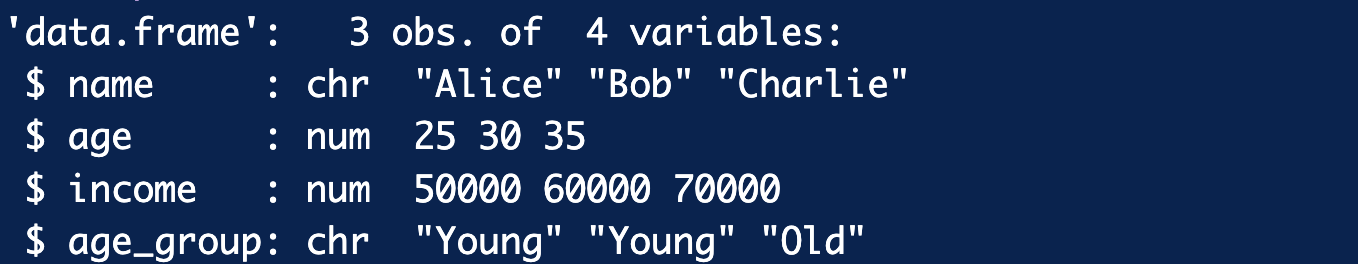 'data.frame':   3 obs. of  4 variables:
 $ name     : chr  "Alice" "Bob" "Charlie"
 $ age      : num  25 30 35
 $ income   : num  50000 60000 70000
 $ age_group: chr  "Young" "Young" "Old"